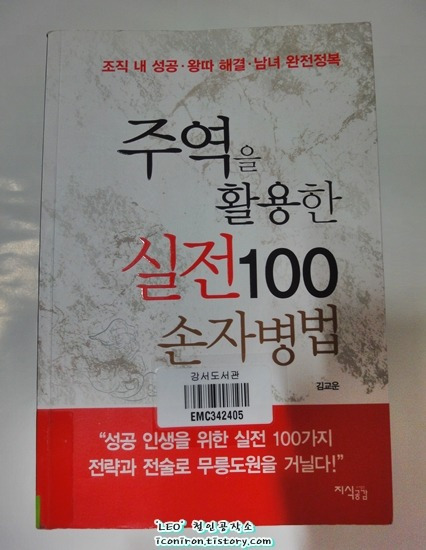 조직 내 성공·왕따 해결·남녀 완전정복
주역을
활용한
실전100
손자병법
김교운
강서도서관
EMC342405
"성공 인생을 위한 실전 100가지
전략과 전술로 무릉도원을 거닐다!"
지식공감
'LEO' 철인공작소
iconiron.tistory.com